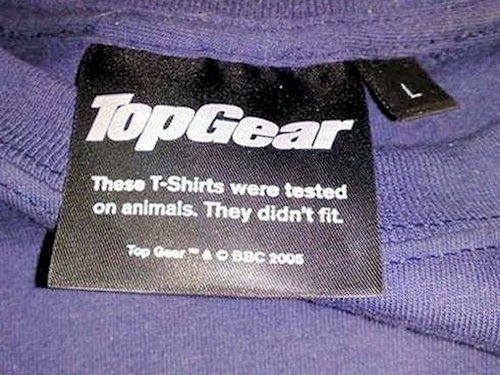 TopGear
L
These T-Shirts were tested
on animals. They didn't fit.
Top Gear ™ & © BBC 2005